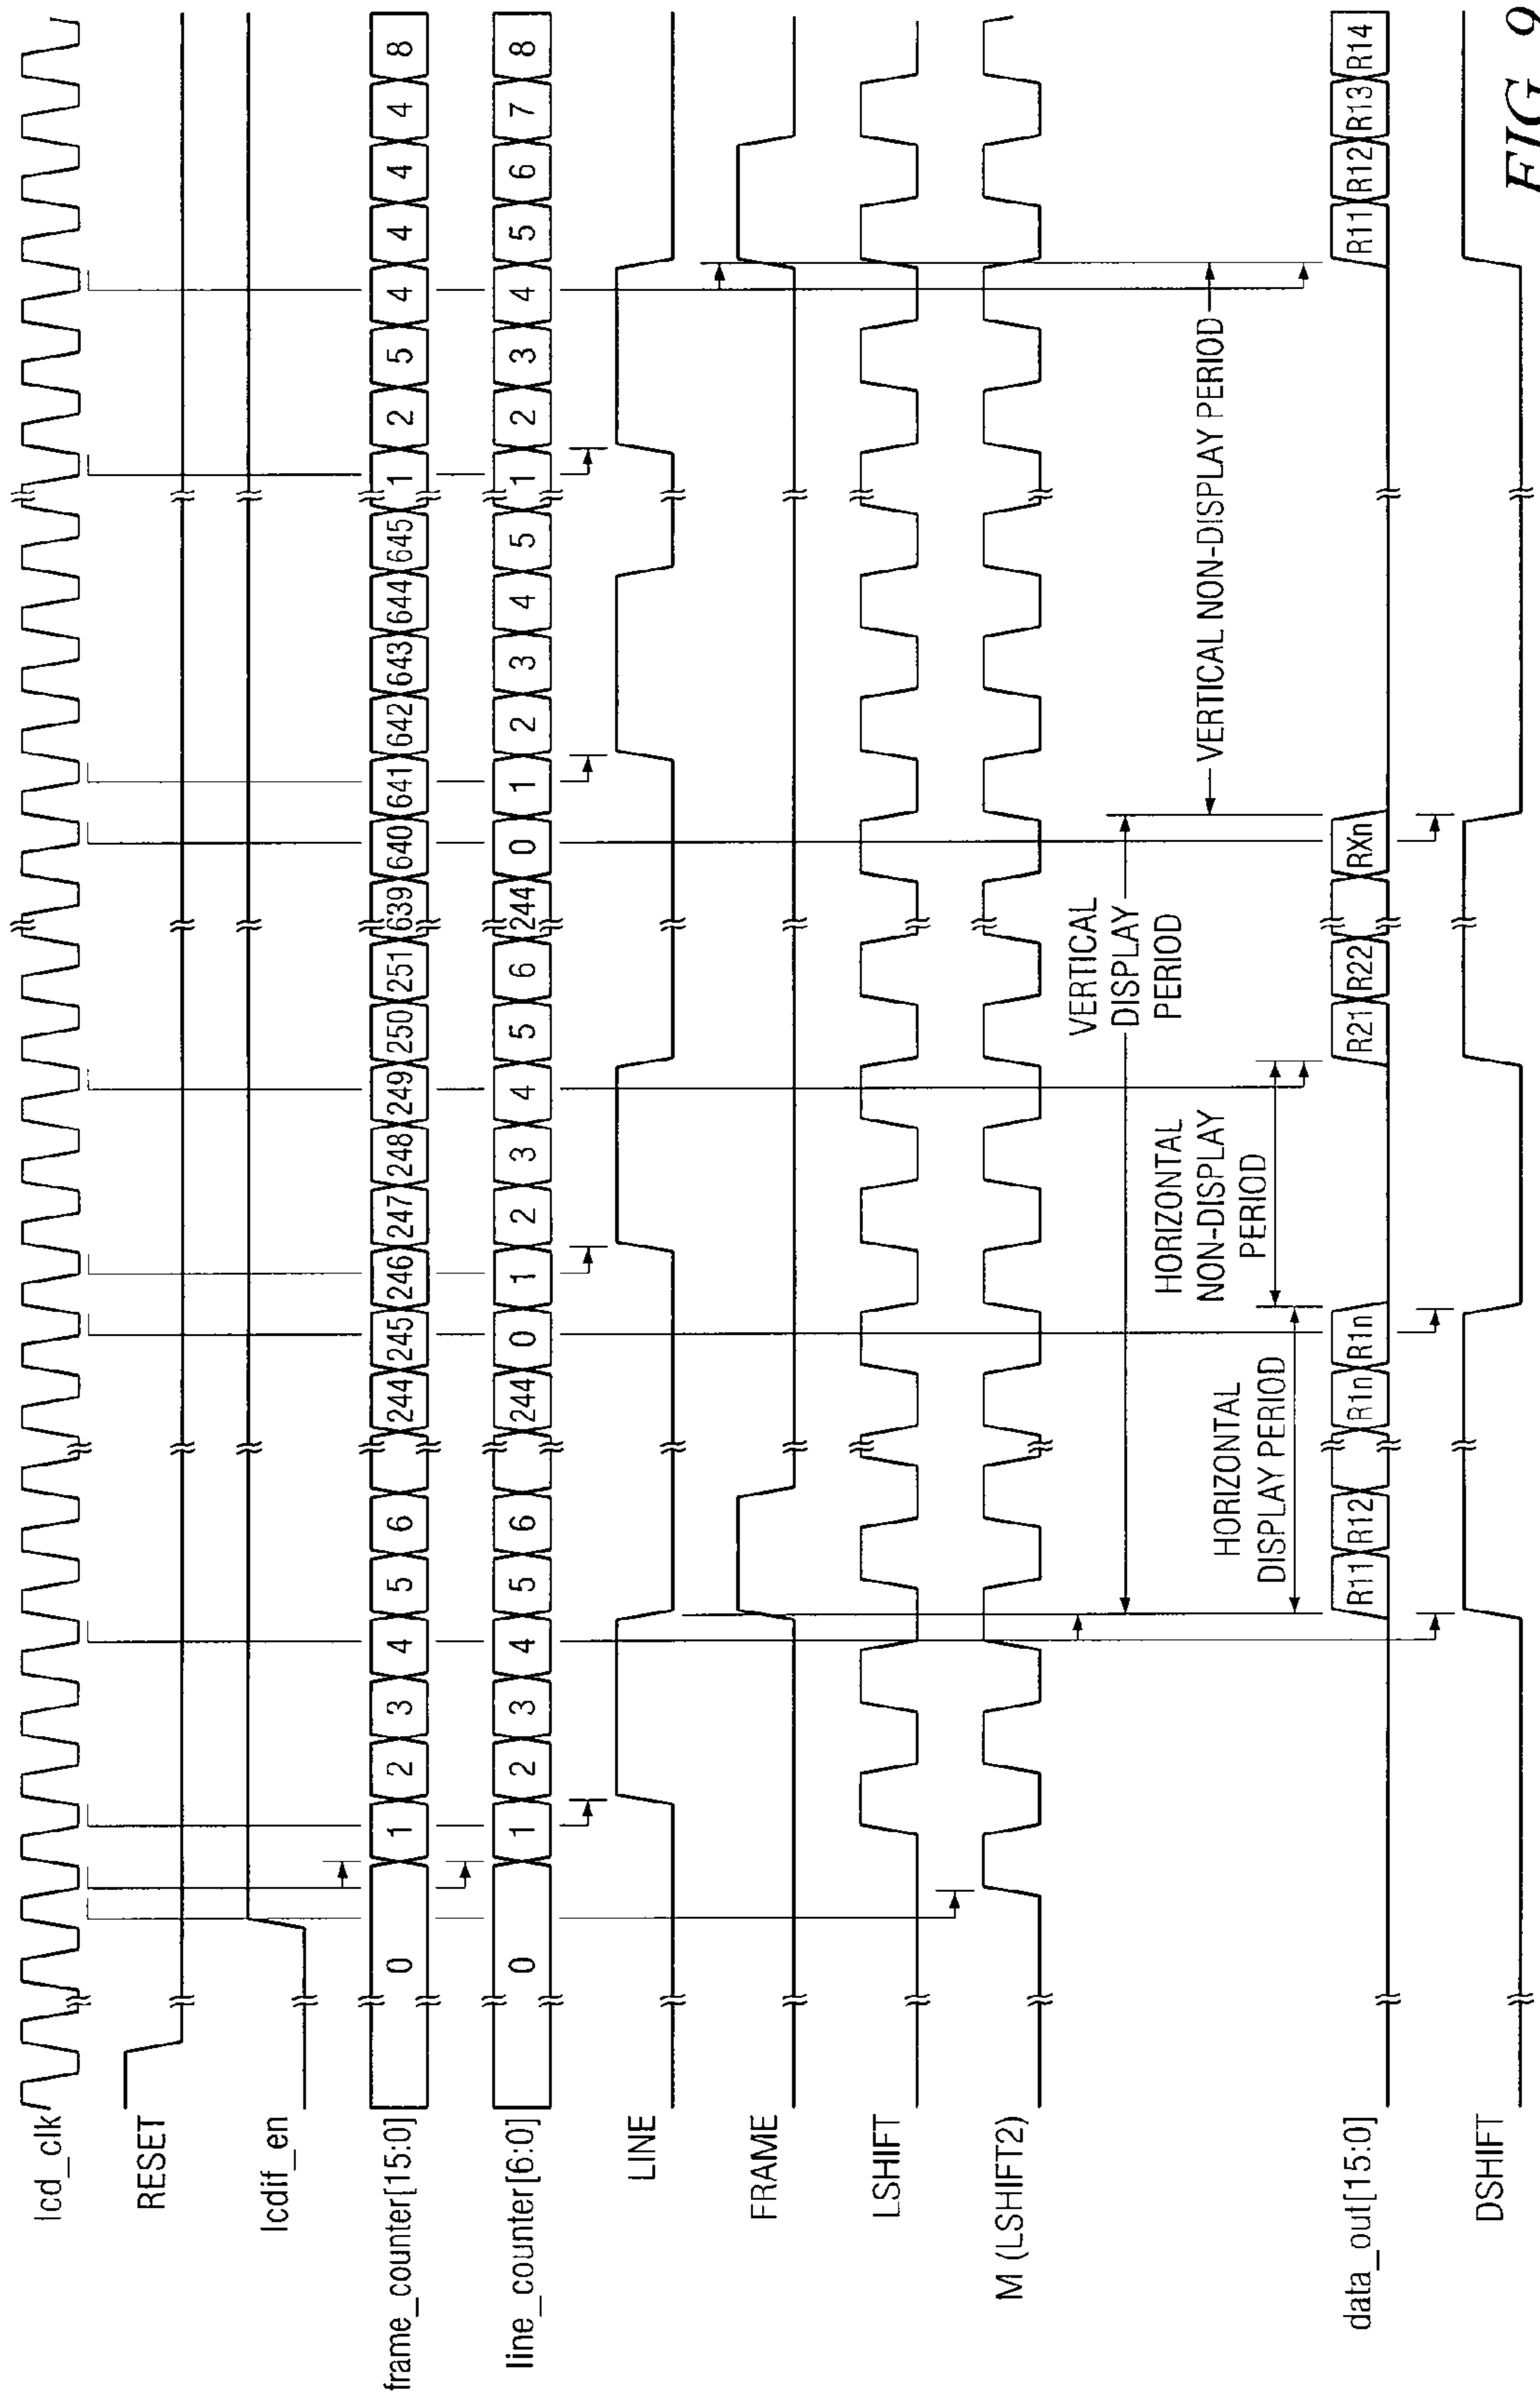 lcd_clk
RESET
lcdif_en
frame_counter[15:0] 0 1 2 3 4 5 6 244 245 246 247 248 249 250 251 639 640 641 642 643 644 645 1 2 5 4 4 4 4 8
line_counter[6:0] 0 1 2 3 4 5 6 244 0 1 2 3 4 5 6 244 0 1 2 3 4 5 1 2 3 4 5 6 7 8
LINE
FRAME
LSHIFT
M (LSHIFT2)
VERTICAL
DISPLAY
PERIOD
HORIZONTAL
DISPLAY PERIOD
HORIZONTAL
NON-DISPLAY
PERIOD
VERTICAL NON-DISPLAY PERIOD
data_out[15:0] R11 R12 R1n R1n R21 R22 RXn R11 R12 R13 R14
DSHIFT
FIG. 9